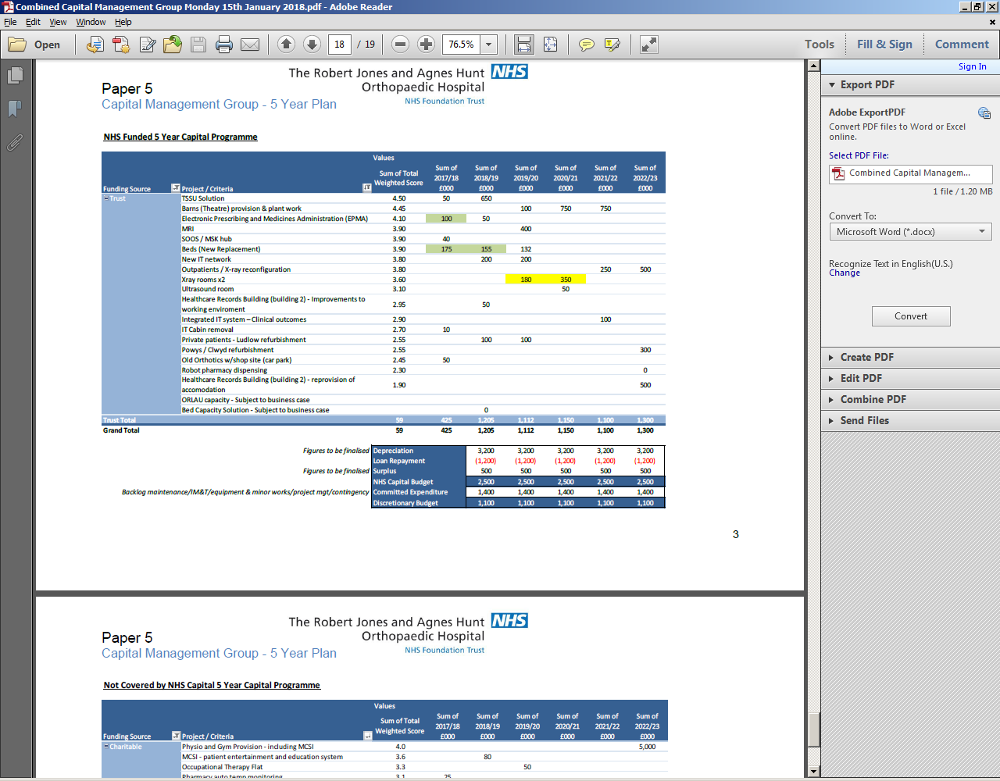 Combined Capital Management Group Monday 15th January 2018.pdf - Adobe Reader
File Edit View Window Help
Open 18 / 19 76.5% Tools Fill & Sign Comment
Sign In
Export PDF
Adobe ExportPDF
Convert PDF files to Word or Excel
online.
Select PDF File:
Combined Capital Managem...
1 file / 1.20 MB
Convert To:
Microsoft Word (*.docx)
Recognize Text in English(U.S.)
Change
Convert
Create PDF
Edit PDF
Combine PDF
Send Files
The Robert Jones and Agnes Hunt NHS
Orthopaedic Hospital
NHS Foundation Trust
Paper 5
Capital Management Group - 5 Year Plan
NHS Funded 5 Year Capital Programme
Values
Funding Source Project / Criteria Sum of Total Weighted Score Sum of 2017/18 £000 Sum of 2018/19 £000 Sum of 2019/20 £000 Sum of 2020/21 £000 Sum of 2021/22 £000 Sum of 2022/23 £000
Trust TSSU Solution 4.50 50 650
Barns (Theatre) provision & plant work 4.45 100 750 750
Electronic Prescribing and Medicines Administration (EPMA) 4.10 100 50
MRI 3.90 400
SOOS / MSK hub 3.90 40
Beds (New Replacement) 3.90 175 155 132
New IT network 3.80 200 200
Outpatients / X-ray reconfiguration 3.80 250 500
Xray rooms x2 3.60 180 350
Ultrasound room 3.10 50
Healthcare Records Building (building 2) - Improvements to
working enviroment 2.95 50
Integrated IT system – Clinical outcomes 2.90 100
IT Cabin removal 2.70 10
Private patients - Ludlow refurbishment 2.55 100 100
Powys / Clwyd refurbishment 2.55 300
Old Orthotics w/shop site (car park) 2.45 50
Robot pharmacy dispensing 2.30 0
Healthcare Records Building (building 2) - reprovision of
accomodation 1.90 500
ORLAU capacity - Subject to business case
Bed Capacity Solution - Subject to business case 0
Trust Total 59 425 1,205 1,112 1,150 1,100 1,300
Grand Total 59 425 1,205 1,112 1,150 1,100 1,300
Figures to be finalised Depreciation 3,200 3,200 3,200 3,200 3,200
Loan Repayment (1,200) (1,200) (1,200) (1,200) (1,200)
Figures to be finalised Surplus 500 500 500 500 500
NHS Capital Budget 2,500 2,500 2,500 2,500 2,500
Backlog maintenance/IM&T/equipment & minor works/project mgt/contingency Committed Expenditure 1,400 1,400 1,400 1,400 1,400
Discretionary Budget 1,100 1,100 1,100 1,100 1,100
3
The Robert Jones and Agnes Hunt NHS
Orthopaedic Hospital
NHS Foundation Trust
Paper 5
Capital Management Group - 5 Year Plan
Not Covered by NHS Capital 5 Year Capital Programme
Values
Funding Source Project / Criteria Sum of Total Weighted Score Sum of 2017/18 £000 Sum of 2018/19 £000 Sum of 2019/20 £000 Sum of 2020/21 £000 Sum of 2021/22 £000 Sum of 2022/23 £000
Charitable Physio and Gym Provision - including MCSI 4.0 5,000
MCSI - patient entertainment and education system 3.6 80
Occupational Therapy Flat 3.3 50
Pharmacy auto temp monitoring 3.1 25